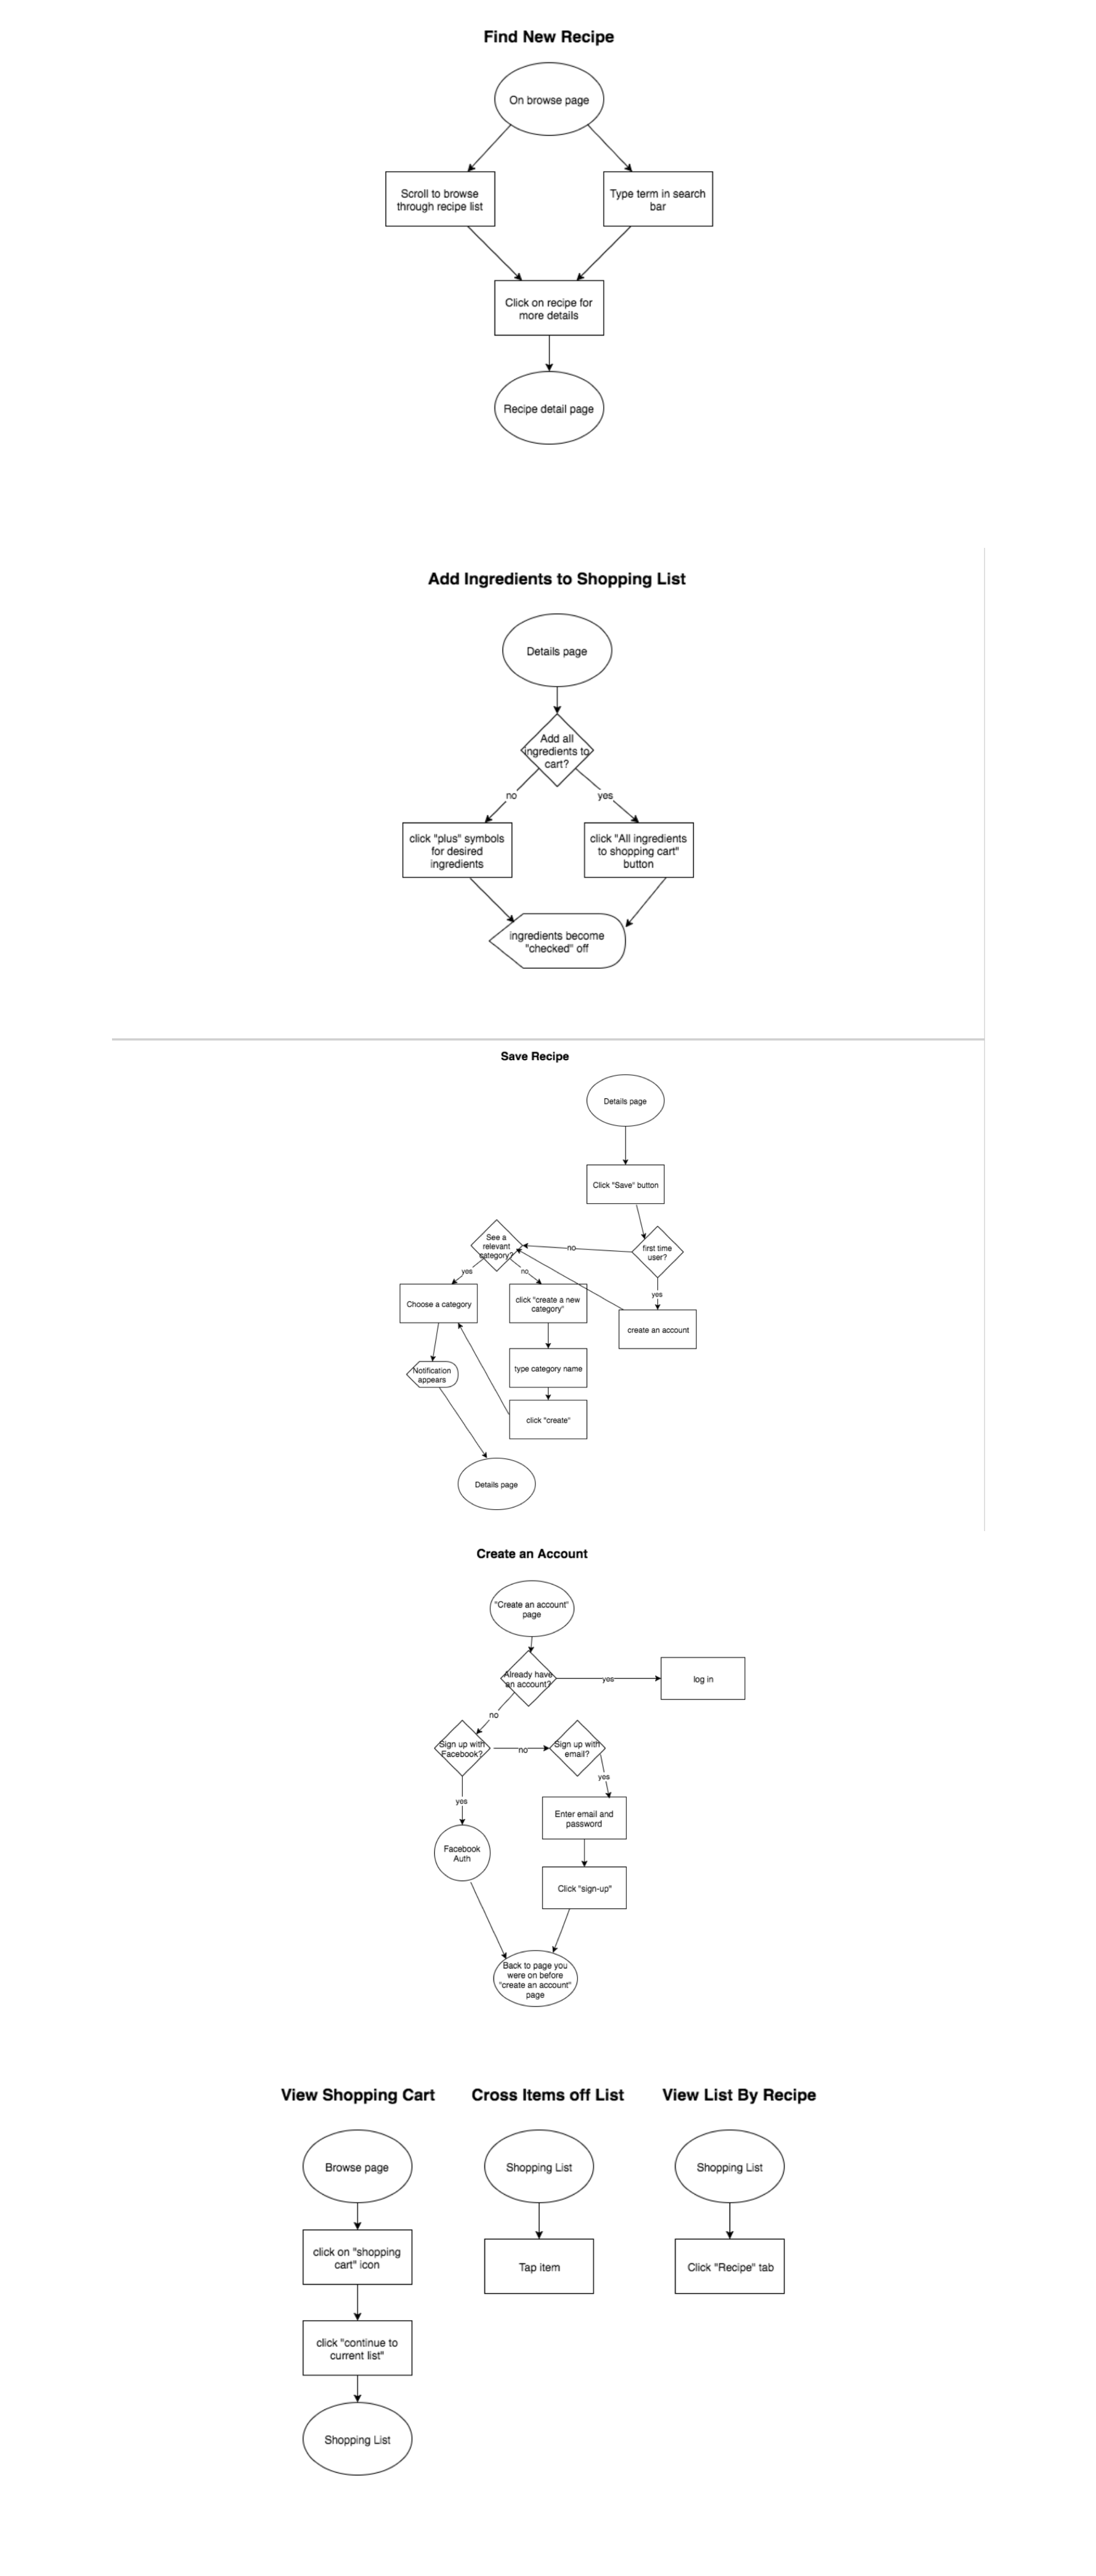 Find New Recipe
On browse page
Scroll to browse
through recipe list
Type term in search
bar
Click on recipe for
more details
Recipe detail page
Add Ingredients to Shopping List
Details page
Add all
ingredients to
cart?
no
yes
click "plus" symbols
for desired
ingredients
click "All ingredients
to shopping cart"
button
ingredients become
"checked" off
Save Recipe
Details page
Click "Save" button
See a
relevant
category?
no
first time
user?
yes
no
yes
Choose a category
click "create a new
category"
create an account
Notification
appears
type category name
click "create"
Details page
Create an Account
"Create an account"
page
Already have
an account?
yes
log in
no
Sign up with
Facebook?
no
Sign up with
email?
yes
yes
Enter email and
password
Facebook
Auth
Click "sign-up"
Back to page you
were on before
"create an account"
page
View Shopping Cart
Browse page
click on "shopping
cart" icon
click "continue to
current list"
Shopping List
Cross Items off List
Shopping List
Tap item
View List By Recipe
Shopping List
Click "Recipe" tab